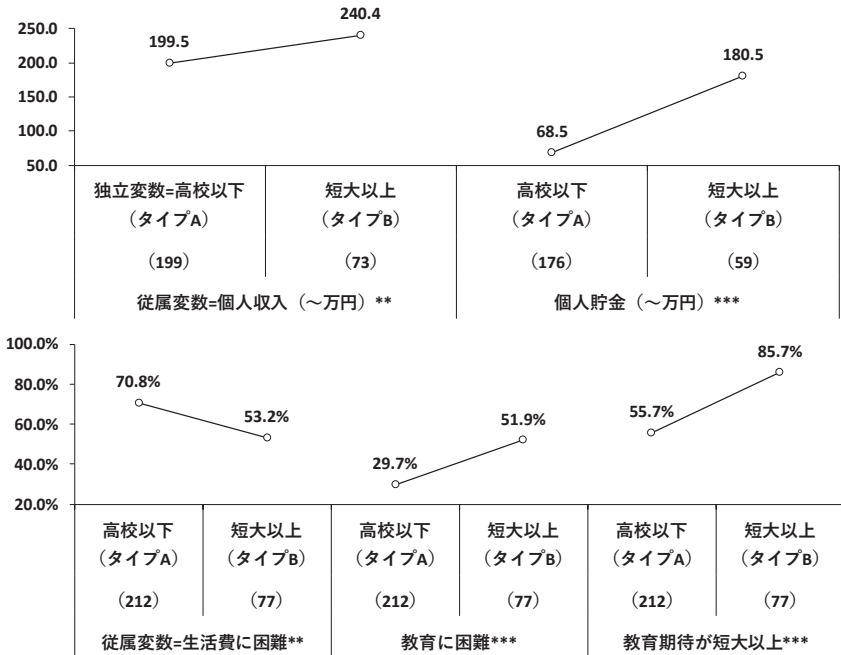 250.0
200.0
150.0
100.0
50.0
199.5
240.4
68.5
180.5
独立変数=高校以下
（タイプA）
（199）
短大以上
（タイプB）
（73）
高校以下
（タイプA）
（176）
短大以上
（タイプB）
（59）
従属変数=個人収入（～万円）**
個人貯金（～万円）***
100.0%
80.0%
60.0%
40.0%
20.0%
70.8%
53.2%
29.7%
51.9%
55.7%
85.7%
高校以下
（タイプA）
（212）
短大以上
（タイプB）
（77）
高校以下
（タイプA）
（212）
短大以上
（タイプB）
（77）
高校以下
（タイプA）
（212）
短大以上
（タイプB）
（77）
従属変数=生活費に困難**
教育に困難***
教育期待が短大以上***